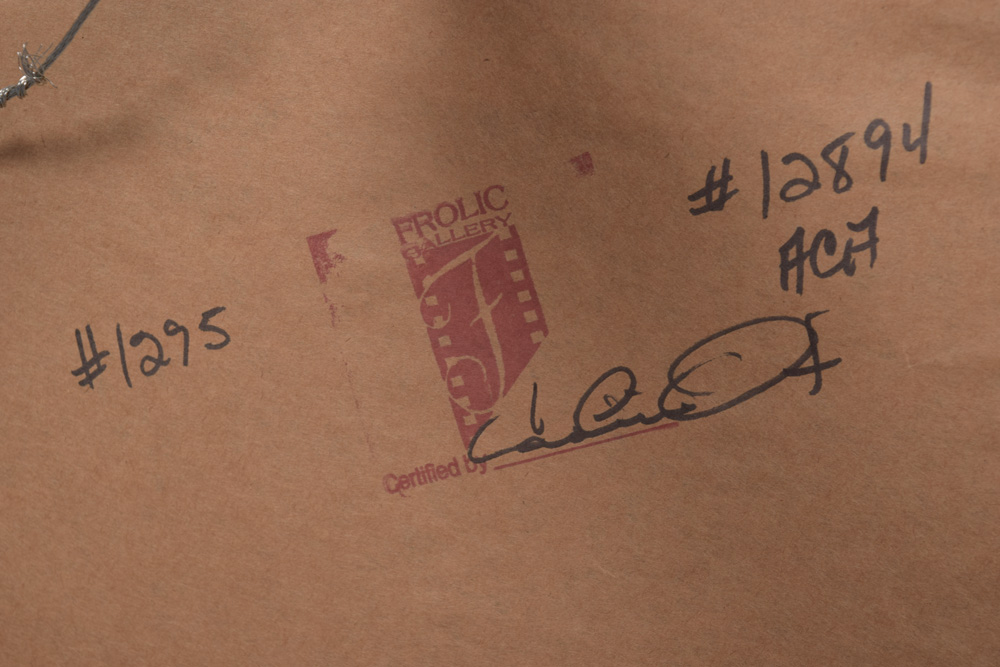 #12894
ACA
FROLIC
GALLERY
F
#1295
Certified by